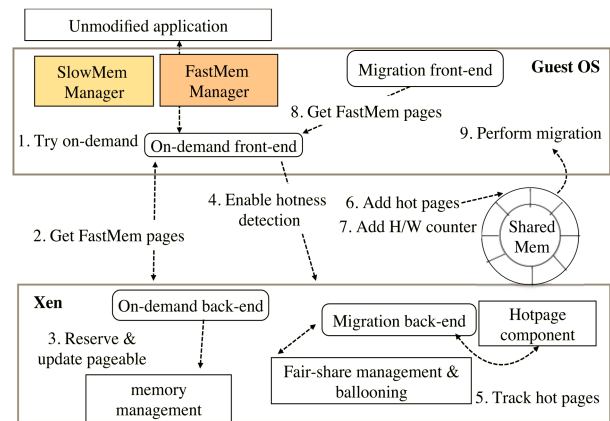 Unmodified application
SlowMem
Manager
FastMem
Manager
Migration front-end
Guest OS
8. Get FastMem pages
1. Try on-demand
On-demand front-end
9. Perform migration
4. Enable hotness
detection
6. Add hot pages
7. Add H/W counter
Shared
Mem
2. Get FastMem pages
Xen
On-demand back-end
Migration back-end
Hotpage
component
3. Reserve &
update pageable
memory
management
Fair-share management &
ballooning
5. Track hot pages